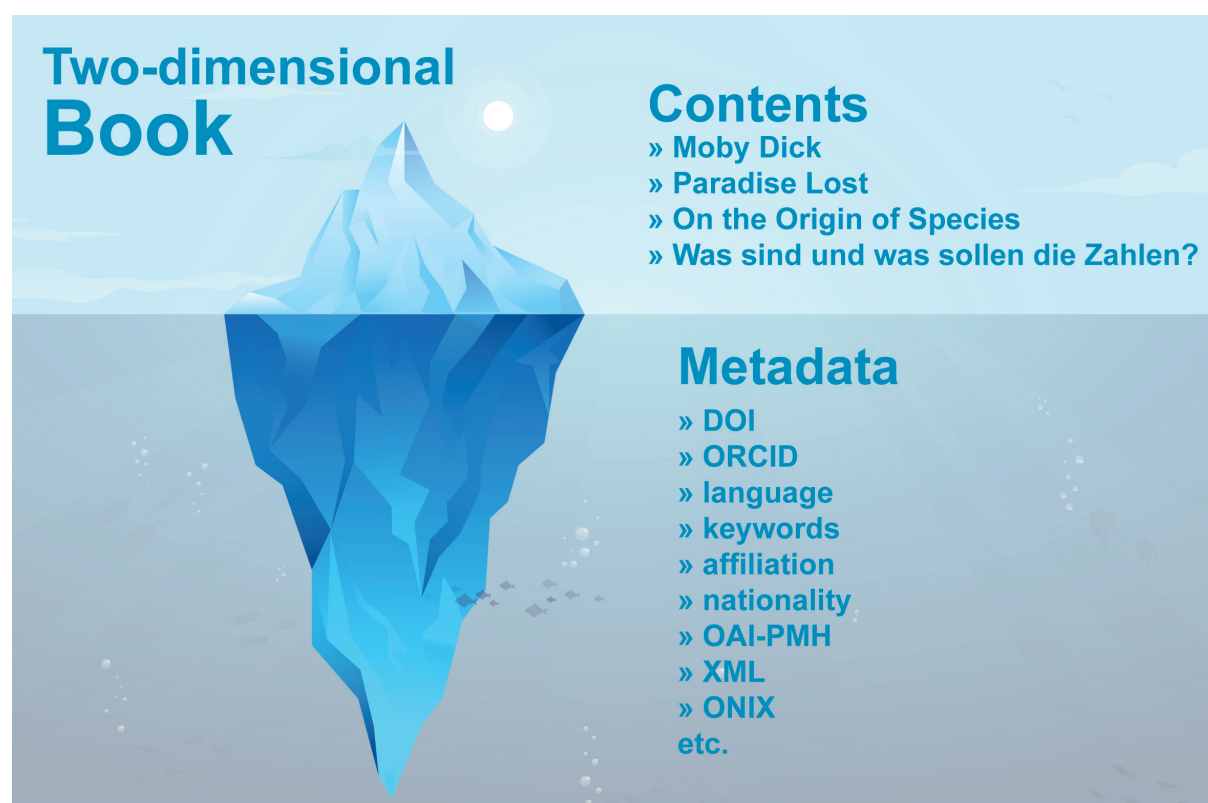 Two-dimensional
Book
Contents
» Moby Dick
» Paradise Lost
» On the Origin of Species
» Was sind und was sollen die Zahlen?
Metadata
» DOI
» ORCID
» language
» keywords
» affiliation
» nationality
» OAI-PMH
» XML
» ONIX
etc.